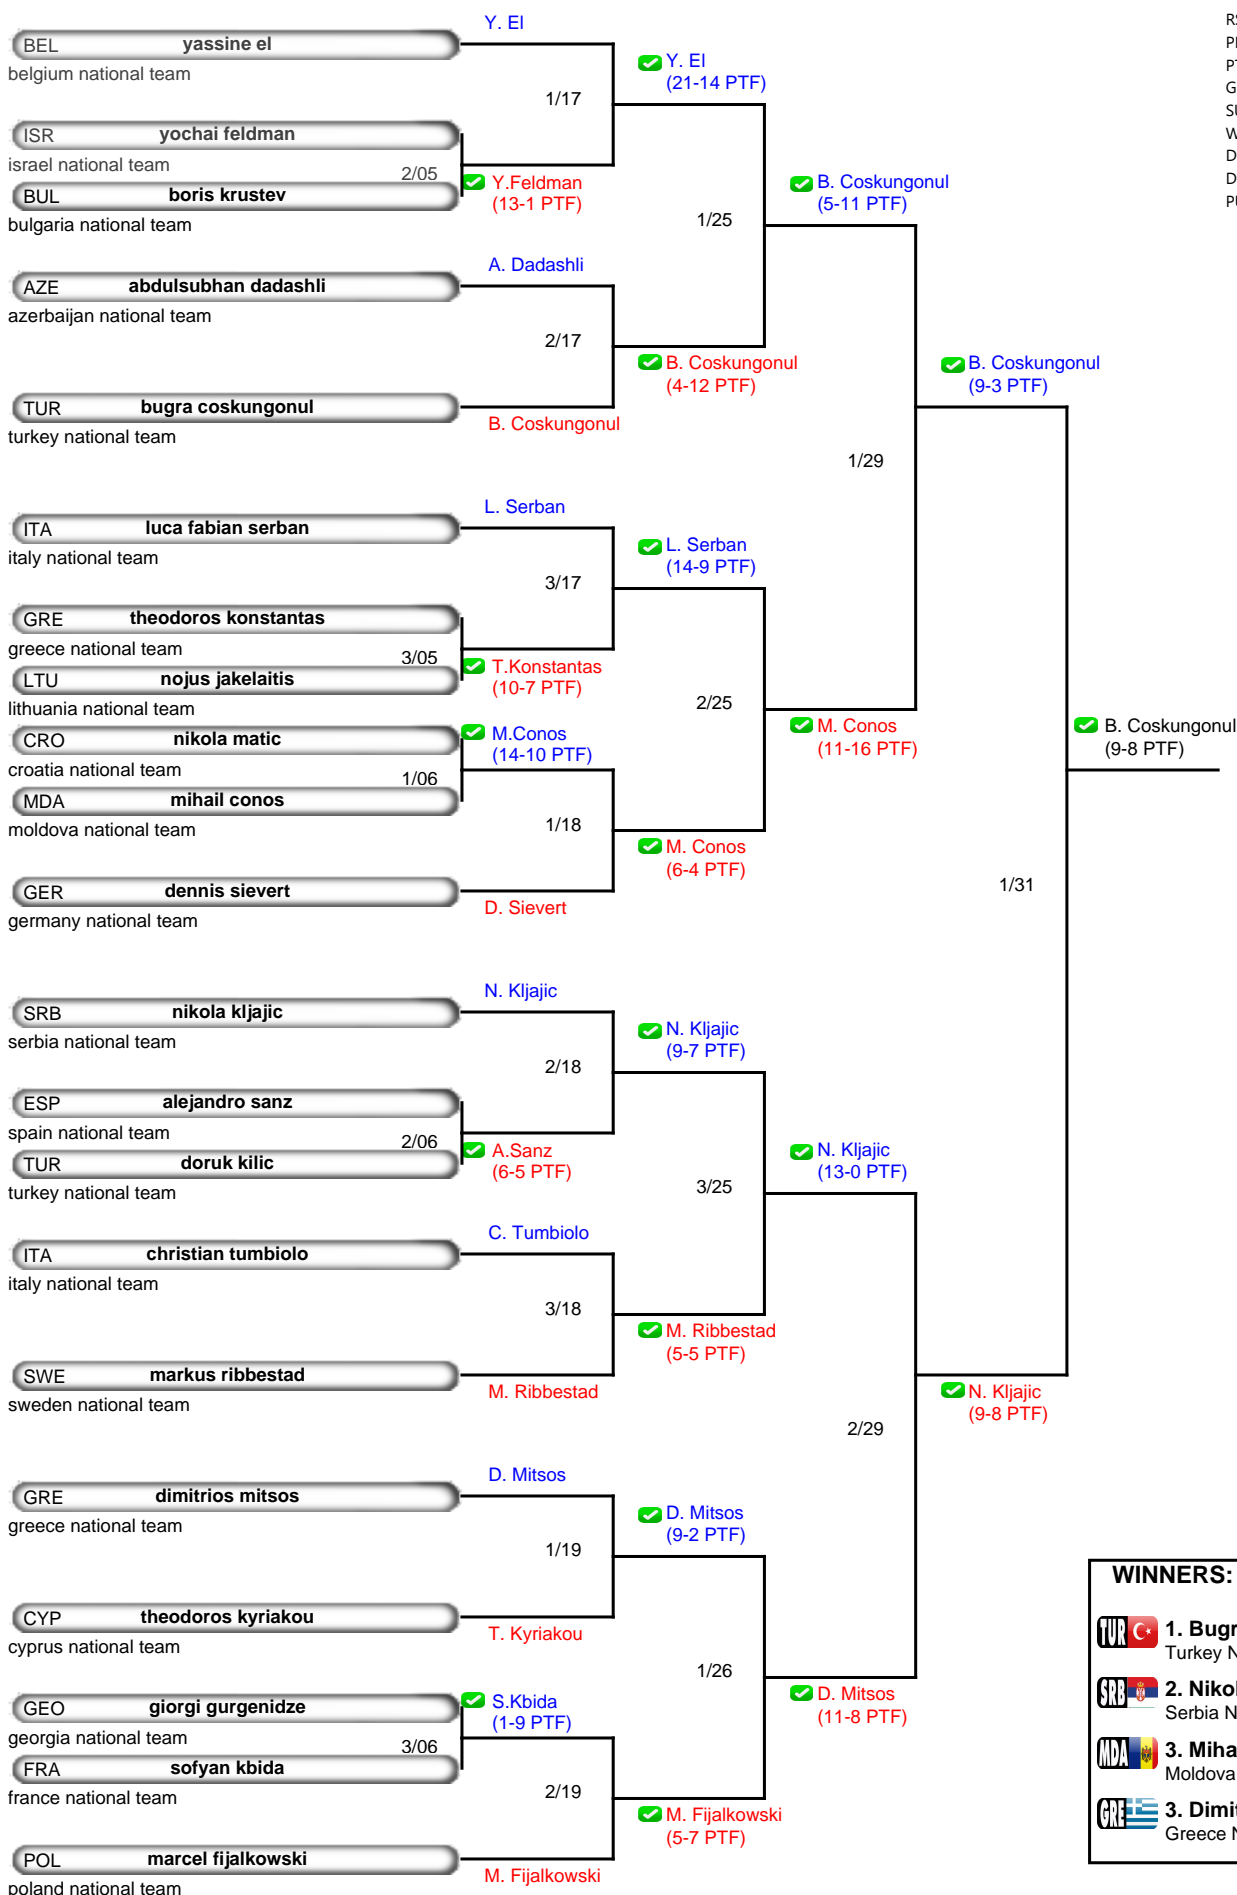 Y. El
BEL yassine el
belgium national team
1/17
Y. El
(21-14 PTF)
ISR yochai feldman
israel national team
2/05
BUL boris krustev
bulgaria national team
Y.Feldman
(13-1 PTF)
1/25
B. Coskungonul
(5-11 PTF)
A. Dadashli
AZE abdulsubhan dadashli
azerbaijan national team
2/17
B. Coskungonul
(4-12 PTF)
TUR bugra coskungonul
turkey national team
B. Coskungonul
B. Coskungonul
(9-3 PTF)
1/29
L. Serban
ITA luca fabian serban
italy national team
3/17
L. Serban
(14-9 PTF)
GRE theodoros konstantas
greece national team
3/05
LTU nojus jakelaitis
lithuania national team
T.Konstantas
(10-7 PTF)
2/25
M. Conos
(11-16 PTF)
CRO nikola matic
croatia national team
1/06
MDA mihail conos
moldova national team
M.Conos
(14-10 PTF)
1/18
M. Conos
(6-4 PTF)
GER dennis sievert
germany national team
D. Sievert
B. Coskungonul
(9-8 PTF)
1/31
N. Kljajic
SRB nikola kljajic
serbia national team
2/18
N. Kljajic
(9-7 PTF)
ESP alejandro sanz
spain national team
2/06
TUR doruk kilic
turkey national team
A.Sanz
(6-5 PTF)
3/25
N. Kljajic
(13-0 PTF)
C. Tumbiolo
ITA christian tumbiolo
italy national team
3/18
M. Ribbestad
(5-5 PTF)
SWE markus ribbestad
sweden national team
M. Ribbestad
N. Kljajic
(9-8 PTF)
2/29
D. Mitsos
GRE dimitrios mitsos
greece national team
1/19
D. Mitsos
(9-2 PTF)
CYP theodoros kyriakou
cyprus national team
T. Kyriakou
1/26
D. Mitsos
(11-8 PTF)
GEO giorgi gurgenidze
georgia national team
3/06
FRA sofyan kbida
france national team
S.Kbida
(1-9 PTF)
2/19
M. Fijalkowski
(5-7 PTF)
POL marcel fijalkowski
poland national team
M. Fijalkowski
WINNERS:
TUR 1. Bugr
Turkey N
SRB 2. Nikol
Serbia N
MDA 3. Miha
Moldova
GRE 3. Dimit
Greece N